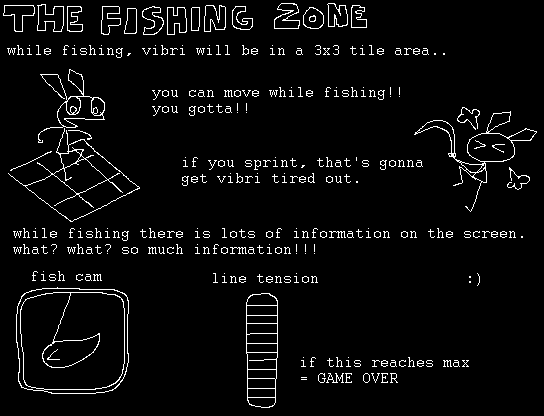 THE FISHING ZONE
while fishing, vibri will be in a 3x3 tile area..
you can move while fishing!!
you gotta!!
if you sprint, that's gonna
get vibri tired out.
while fishing there is lots of information on the screen.
what? what? so much information!!!
fish cam
line tension
:)
if this reaches max
= GAME OVER